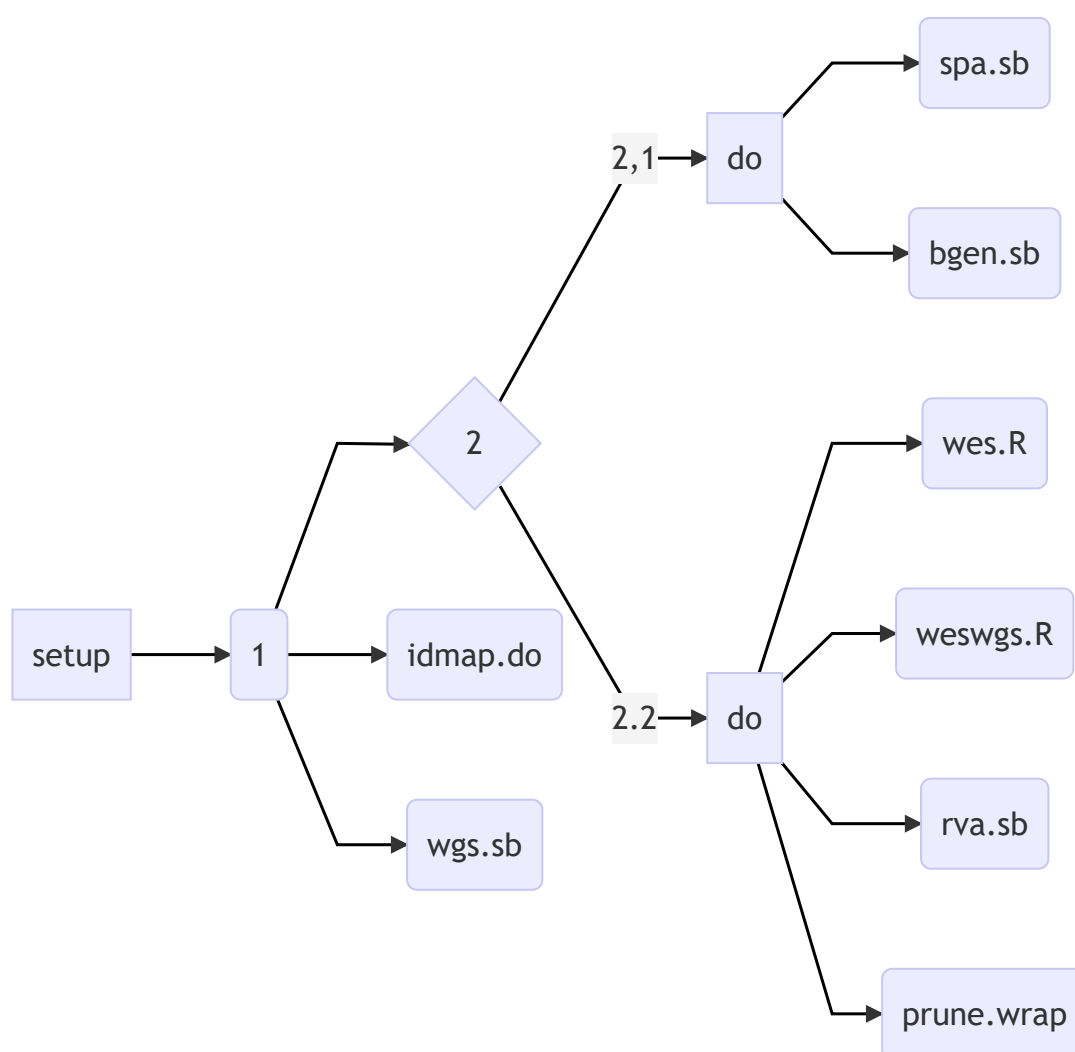 spa.sb
2,1
do
bgen.sb
2
wes.R
setup
1
idmap.do
weswgs.R
2.2
do
wgs.sb
rva.sb
prune.wrap